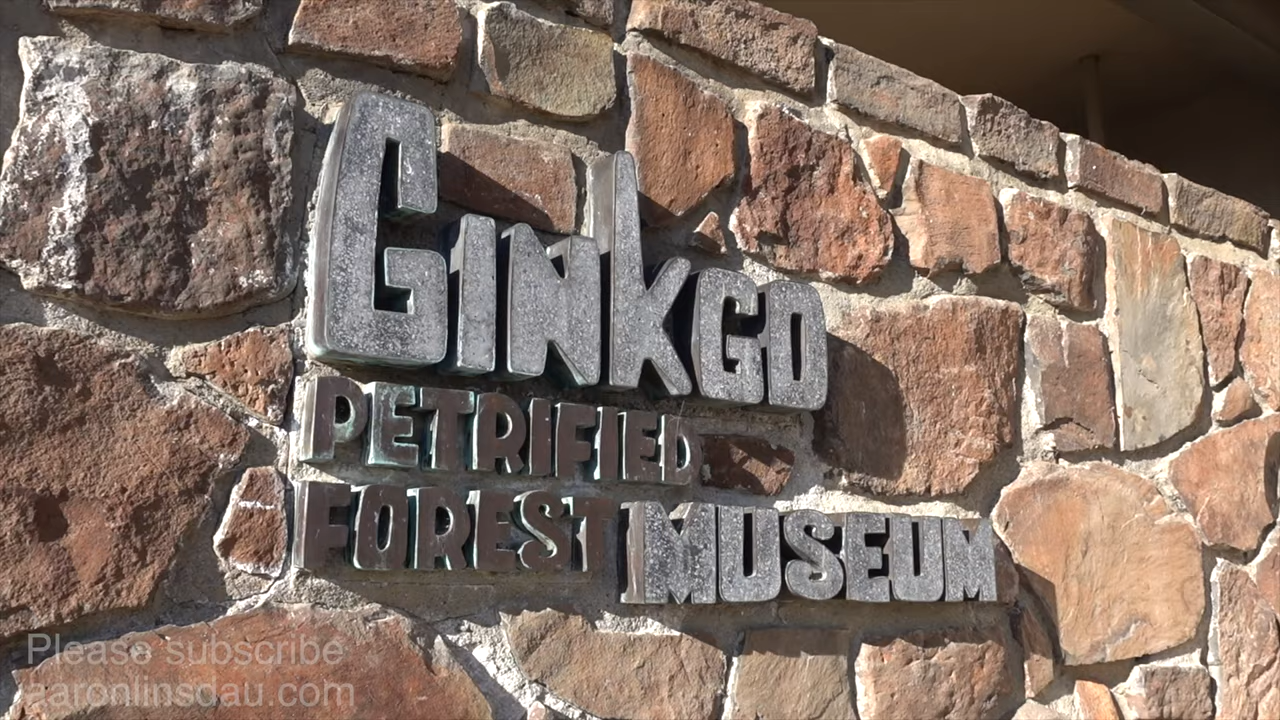 GINKGO
PETRIFIED
FOREST MUSEUM
Please subscribe
aaronlinsdau.com